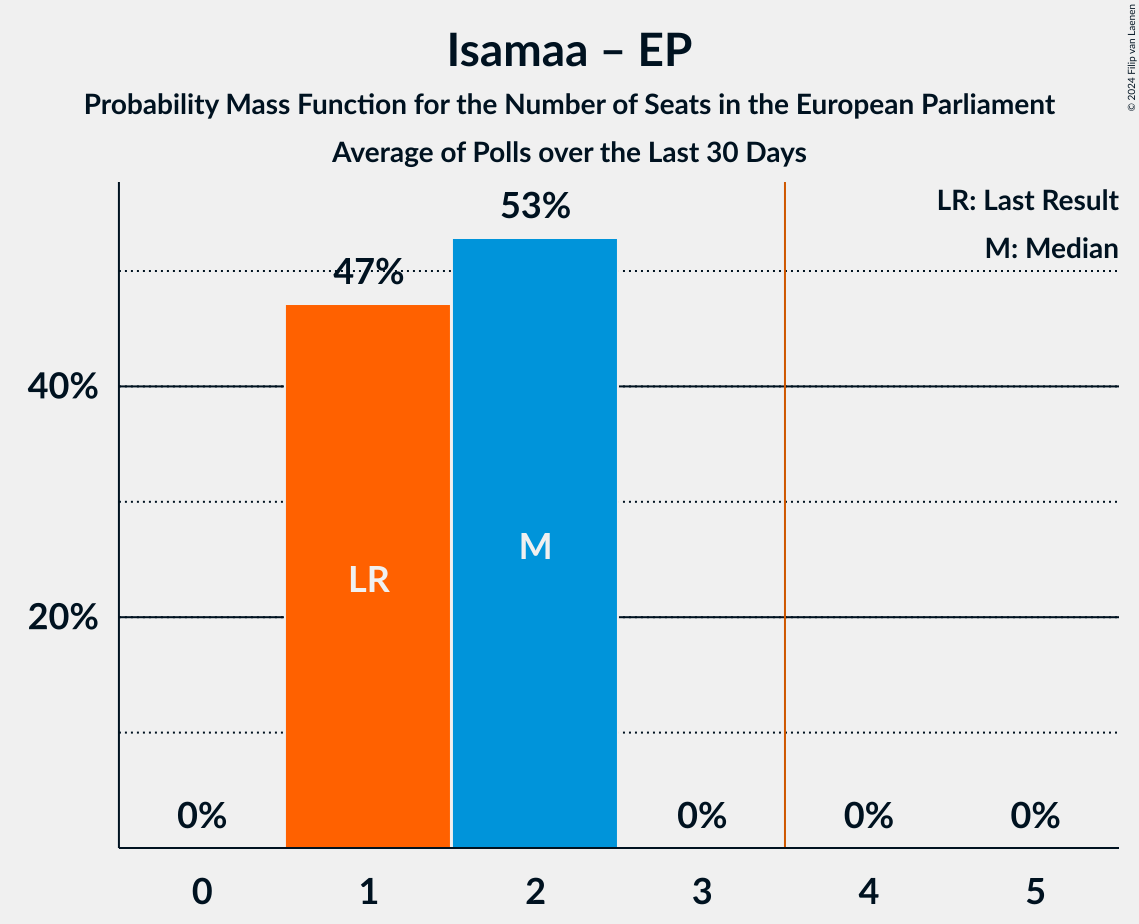 Isamaa – EP
Probability Mass Function for the Number of Seats in the European Parliament
Average of Polls over the Last 30 Days
© 2024 Filip van Laenen
LR: Last Result
M: Median
53%
47%
40%
20%
M
LR
0%
0%
0%
0%
0
1
2
3
4
5